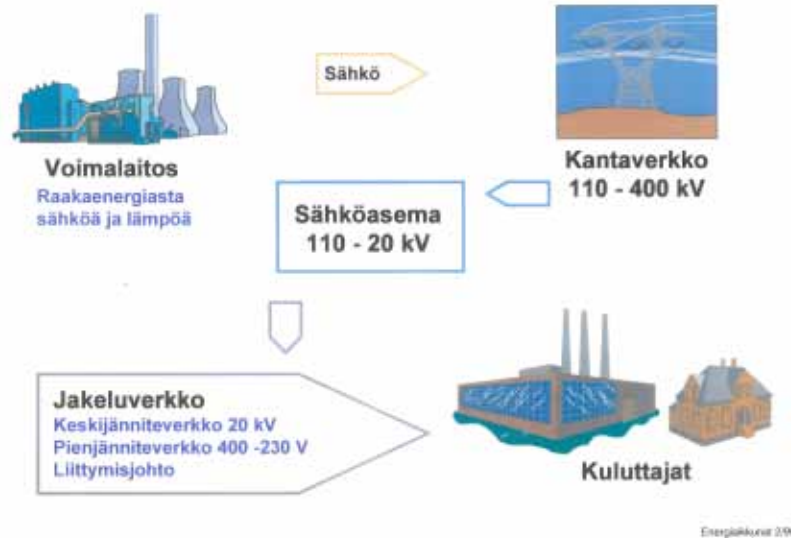 Sähkö
Voimalaitos
Raakaenergiasta
sähköä ja lämpöä
Kantaverkko
110 - 400 kV
Sähköasema
110 - 20 kV
Jakeluverkko
Keskijänniteverkko 20 kV
Pienjänniteverkko 400 -230 V
Liittymisjohto
Kuluttajat